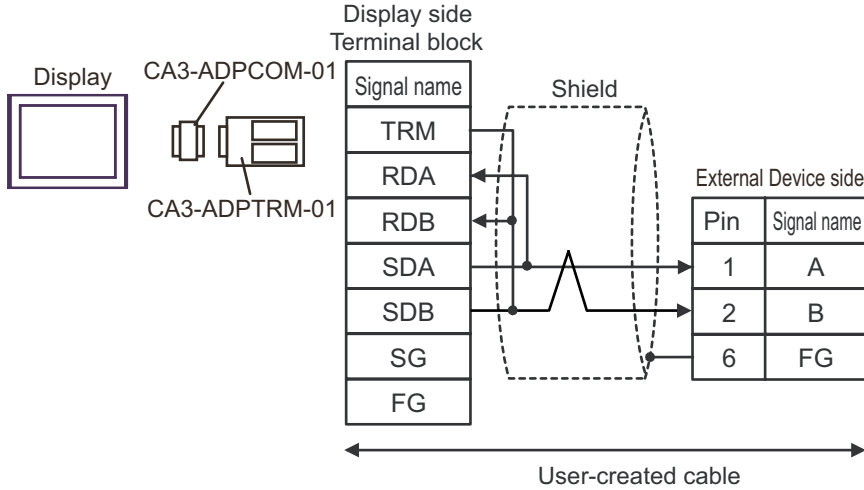 Display side
Terminal block
Display
CA3-ADPCOM-01
CA3-ADPTRM-01
Signal name
TRM
RDA
RDB
SDA
SDB
SG
FG
Shield
External Device side
Pin Signal name
1 A
2 B
6 FG
User-created cable